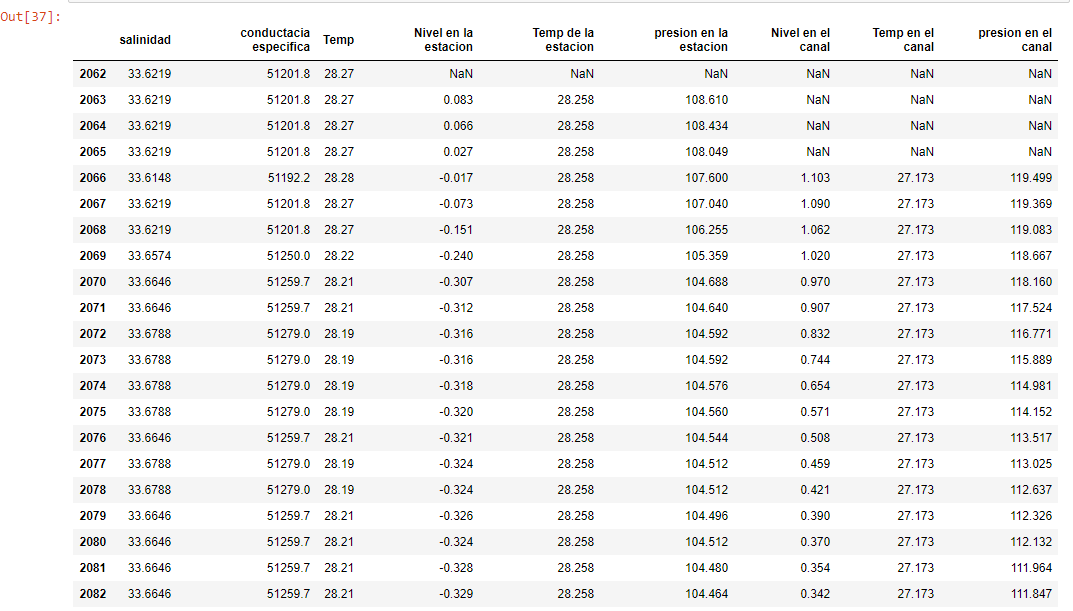 Out[37]:
salinidad conductacia especifica Temp Nivel en la estacion Temp de la estacion presion en la estacion Nivel en el canal Temp en el canal presion en el canal
2062 33.6219 51201.8 28.27 NaN NaN NaN NaN NaN NaN
2063 33.6219 51201.8 28.27 0.083 28.258 108.610 NaN NaN NaN
2064 33.6219 51201.8 28.27 0.066 28.258 108.434 NaN NaN NaN
2065 33.6219 51201.8 28.27 0.027 28.258 108.049 NaN NaN NaN
2066 33.6148 51192.2 28.28 -0.017 28.258 107.600 1.103 27.173 119.499
2067 33.6219 51201.8 28.27 -0.073 28.258 107.040 1.090 27.173 119.369
2068 33.6219 51201.8 28.27 -0.151 28.258 106.255 1.062 27.173 119.083
2069 33.6574 51250.0 28.22 -0.240 28.258 105.359 1.020 27.173 118.667
2070 33.6646 51259.7 28.21 -0.307 28.258 104.688 0.970 27.173 118.160
2071 33.6646 51259.7 28.21 -0.312 28.258 104.640 0.907 27.173 117.524
2072 33.6788 51279.0 28.19 -0.316 28.258 104.592 0.832 27.173 116.771
2073 33.6788 51279.0 28.19 -0.316 28.258 104.592 0.744 27.173 115.889
2074 33.6788 51279.0 28.19 -0.318 28.258 104.576 0.654 27.173 114.981
2075 33.6788 51279.0 28.19 -0.320 28.258 104.560 0.571 27.173 114.152
2076 33.6646 51259.7 28.21 -0.321 28.258 104.544 0.508 27.173 113.517
2077 33.6788 51279.0 28.19 -0.324 28.258 104.512 0.459 27.173 113.025
2078 33.6788 51279.0 28.19 -0.324 28.258 104.512 0.421 27.173 112.637
2079 33.6646 51259.7 28.21 -0.326 28.258 104.496 0.390 27.173 112.326
2080 33.6646 51259.7 28.21 -0.324 28.258 104.512 0.370 27.173 112.132
2081 33.6646 51259.7 28.21 -0.328 28.258 104.480 0.354 27.173 111.964
2082 33.6646 51259.7 28.21 -0.329 28.258 104.464 0.342 27.173 111.847